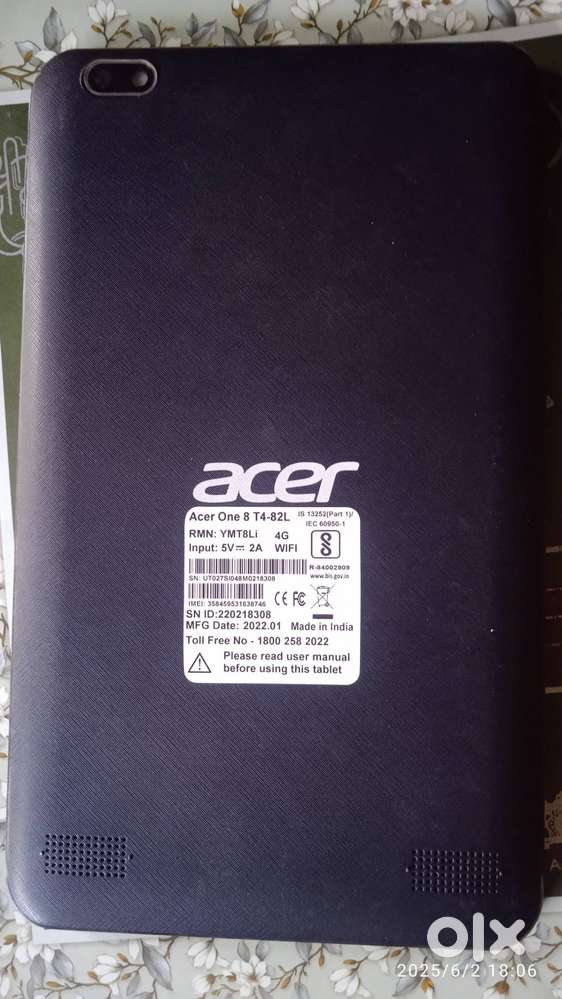 acer
Acer One 8 T4-82L
IS 13252(Part 1)/
IEC 60950-1
RMN: YMT8Li 4G
Input: 5V⎓ 2A WIFI
R-84002909
www.bis.gov.in
SN: UT027SI048M0218308
IMEI: 358459531638746
CE FC
SN ID:220218308
MFG Date: 2022.01 Made in India
Toll Free No - 1800 258 2022
Please read user manual
before using this tablet
olx
2025/6/2 18:06